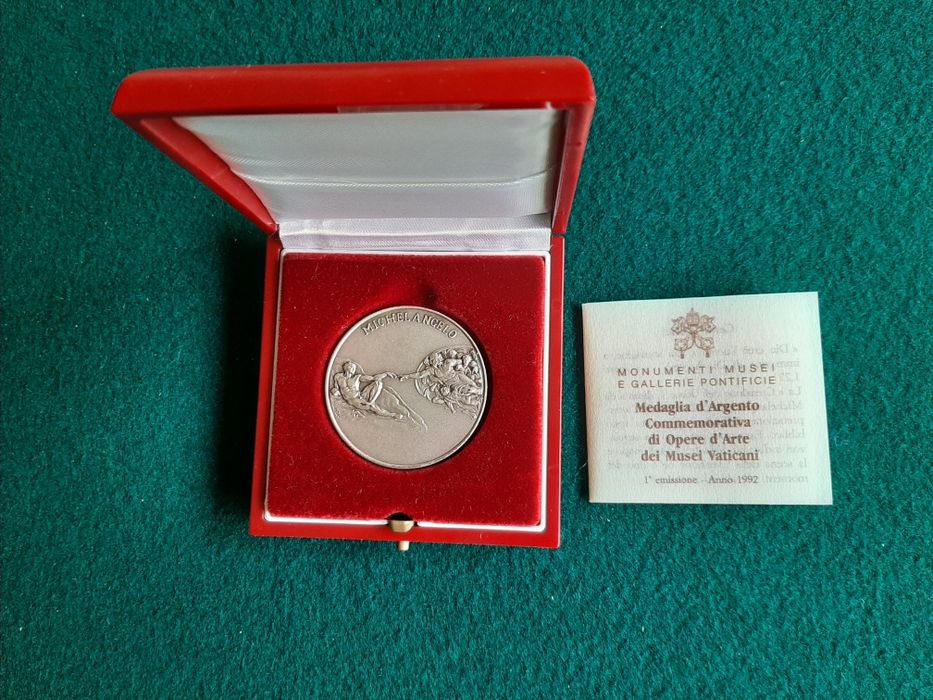 MICHELANGELO
MONUMENTI MUSEI
E GALLERIE PONTIFICIE
Medaglia d'Argento
Commemorativa
di Opere d'Arte
dei Musei Vaticani
1ª emissione - Anno 1992